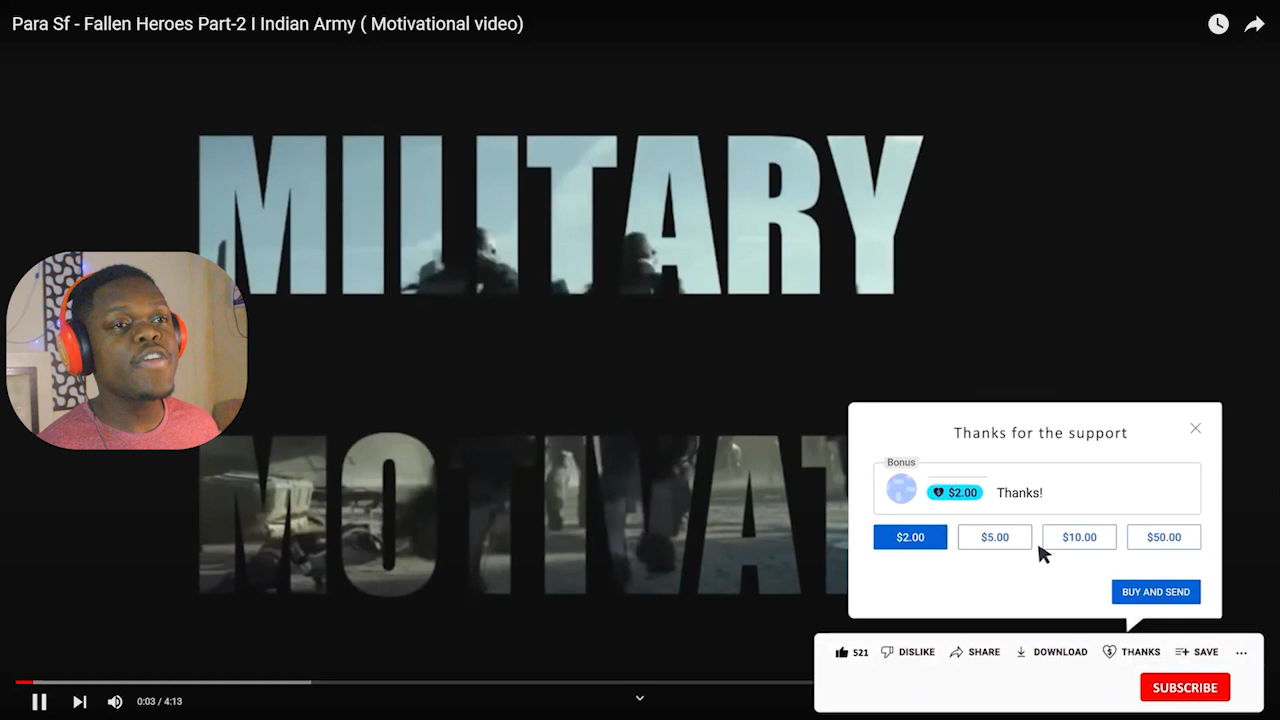 Para Sf - Fallen Heroes Part-2 I Indian Army ( Motivational video)
MILITARY
MOTIVAT
Thanks for the support
Bonus
$2.00 Thanks!
$2.00 $5.00 $10.00 $50.00
BUY AND SEND
521 DISLIKE SHARE DOWNLOAD THANKS SAVE ...
SUBSCRIBE
0:03 / 4:13